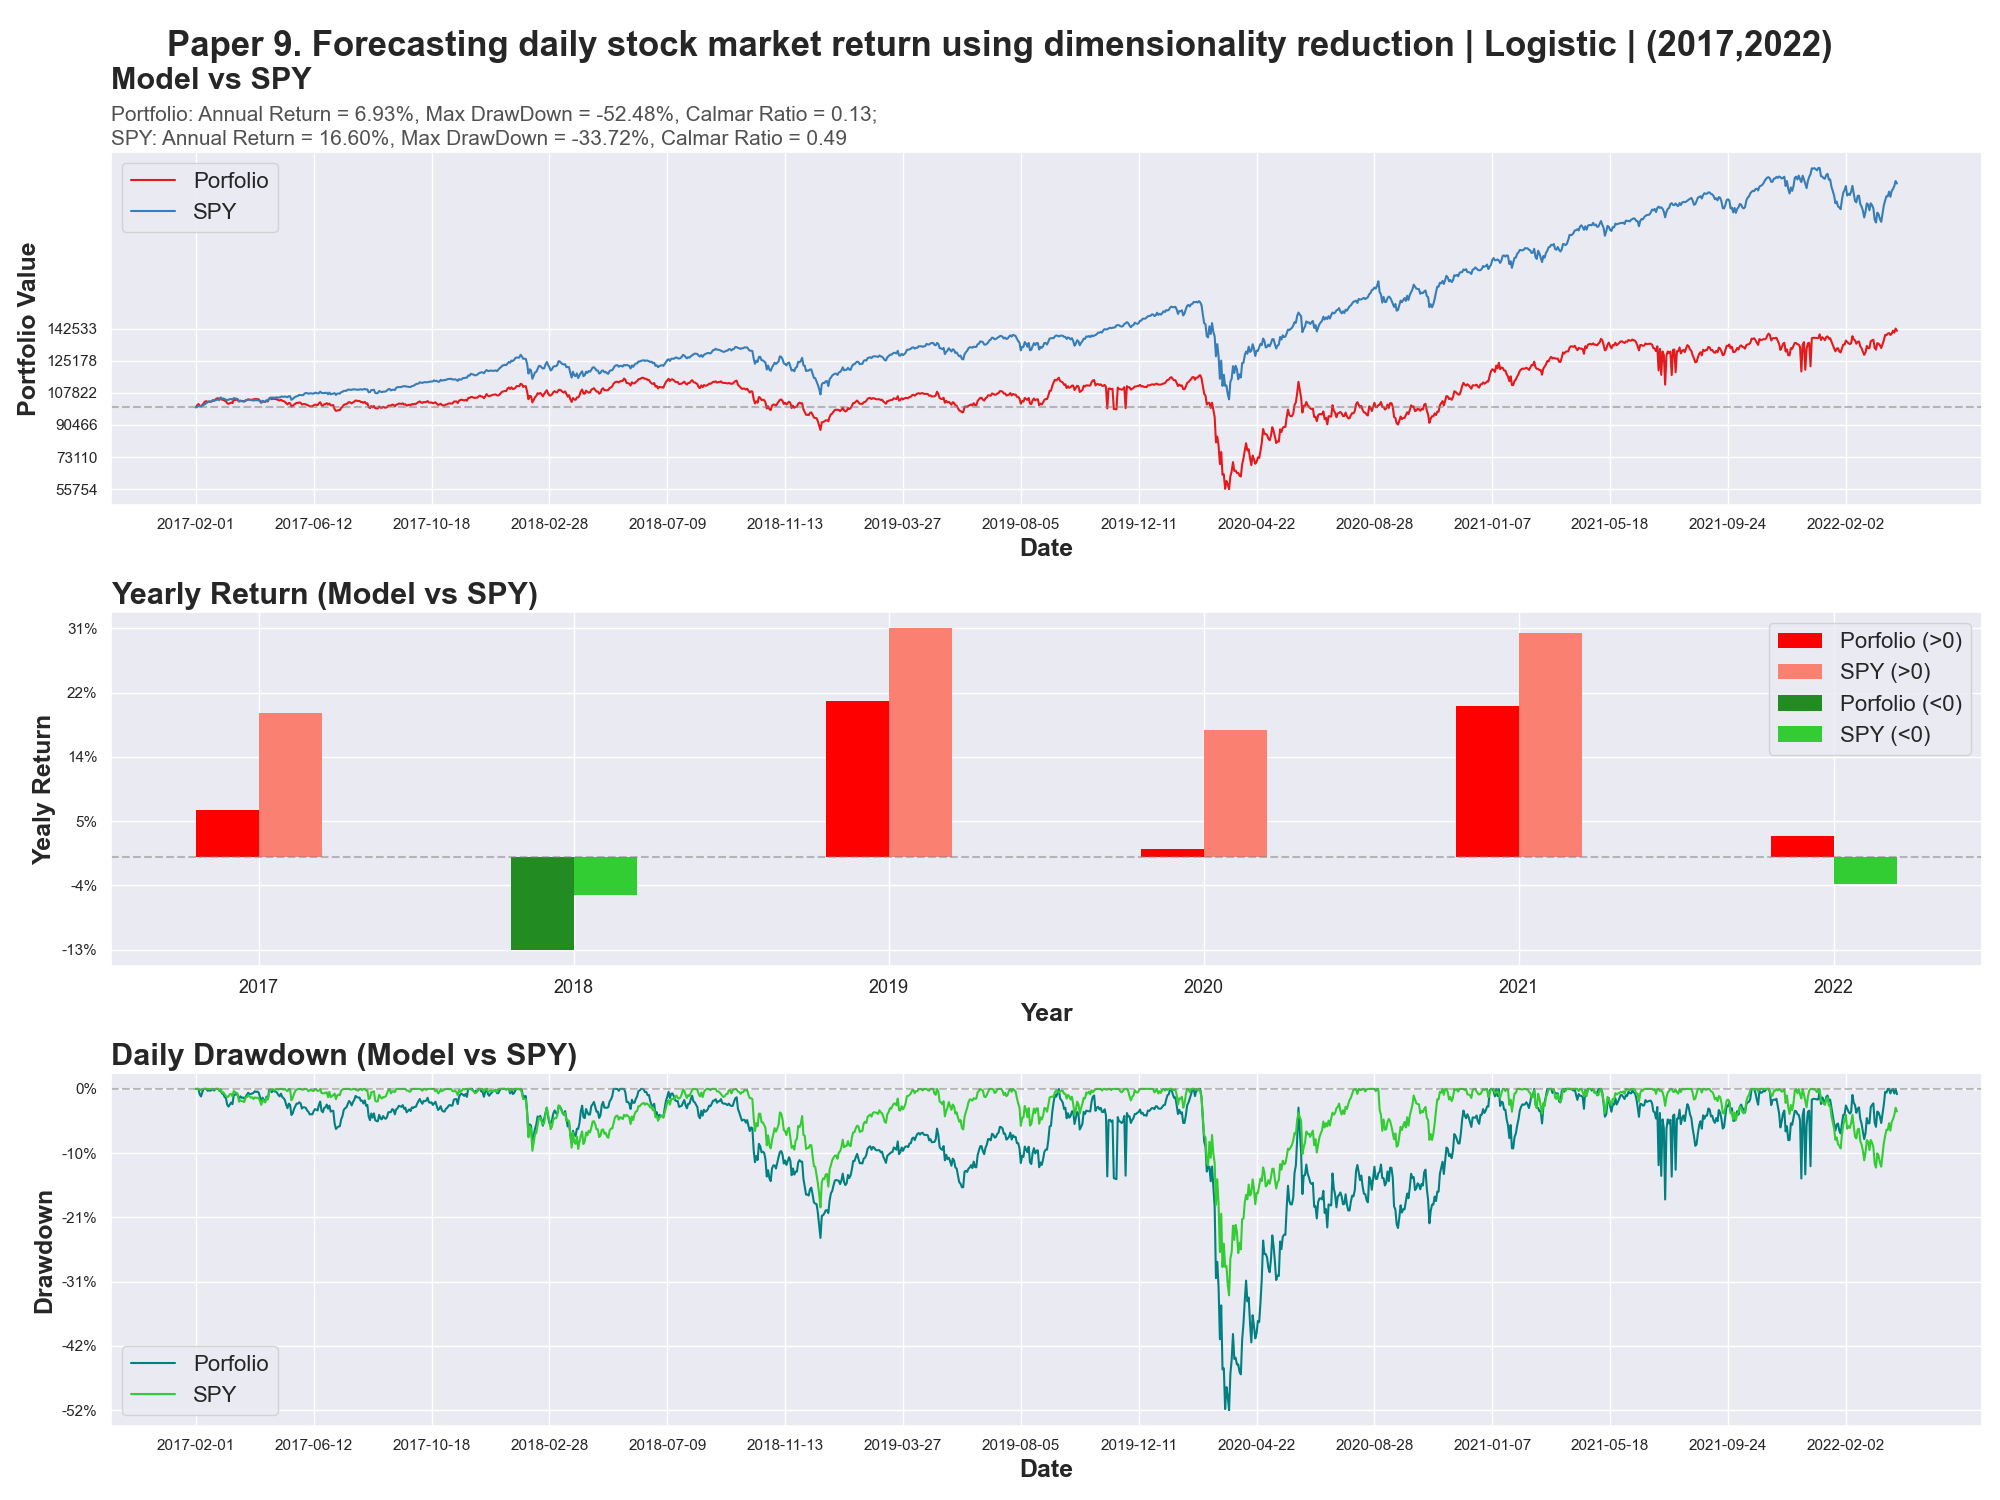 Paper 9. Forecasting daily stock market return using dimensionality reduction | Logistic | (2017,2022)
Model vs SPY
Portfolio: Annual Return = 6.93%, Max DrawDown = -52.48%, Calmar Ratio = 0.13;
SPY: Annual Return = 16.60%, Max DrawDown = -33.72%, Calmar Ratio = 0.49
Porfolio
SPY
Portfolio Value
142533
125178
107822
90466
73110
55754
2017-02-01 2017-06-12 2017-10-18 2018-02-28 2018-07-09 2018-11-13 2019-03-27 2019-08-05 2019-12-11 2020-04-22 2020-08-28 2021-01-07 2021-05-18 2021-09-24 2022-02-02
Date
Yearly Return (Model vs SPY)
Porfolio (>0)
SPY (>0)
Porfolio (<0)
SPY (<0)
Yealy Return
31%
22%
14%
5%
-4%
-13%
2017 2018 2019 2020 2021 2022
Year
Daily Drawdown (Model vs SPY)
Drawdown
0%
-10%
-21%
-31%
-42%
-52%
Porfolio
SPY
2017-02-01 2017-06-12 2017-10-18 2018-02-28 2018-07-09 2018-11-13 2019-03-27 2019-08-05 2019-12-11 2020-04-22 2020-08-28 2021-01-07 2021-05-18 2021-09-24 2022-02-02
Date